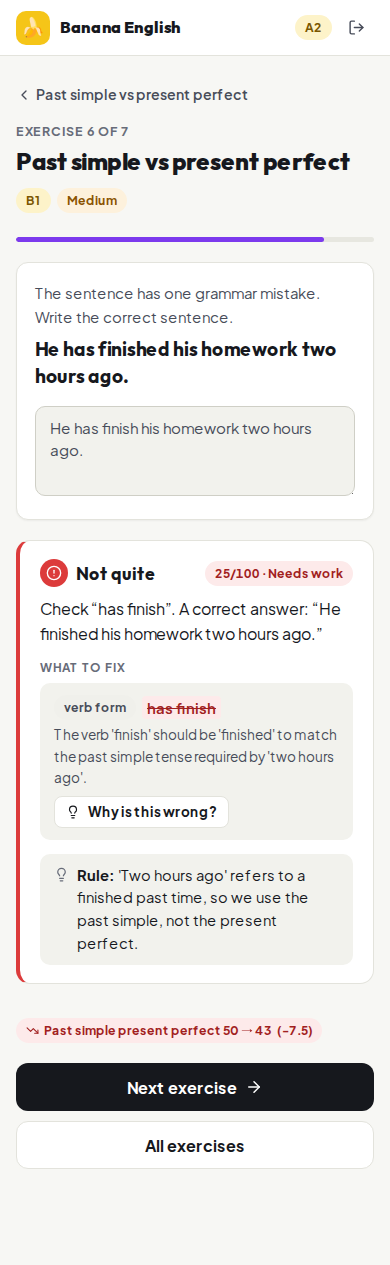 Banana English
A2
Past simple vs present perfect
EXERCISE 6 OF 7
Past simple vs present perfect
B1
Medium
The sentence has one grammar mistake.
Write the correct sentence.
He has finished his homework two
hours ago.
He has finish his homework two hours
ago.
Not quite
25/100 · Needs work
Check “has finish”. A correct answer: “He
finished his homework two hours ago.”
WHAT TO FIX
verb form has finish
The verb 'finish' should be 'finished' to match
the past simple tense required by 'two hours
ago'.
Why is this wrong?
Rule: 'Two hours ago' refers to a
finished past time, so we use the
past simple, not the present
perfect.
Past simple present perfect 50 → 43 (−7.5)
Next exercise →
All exercises